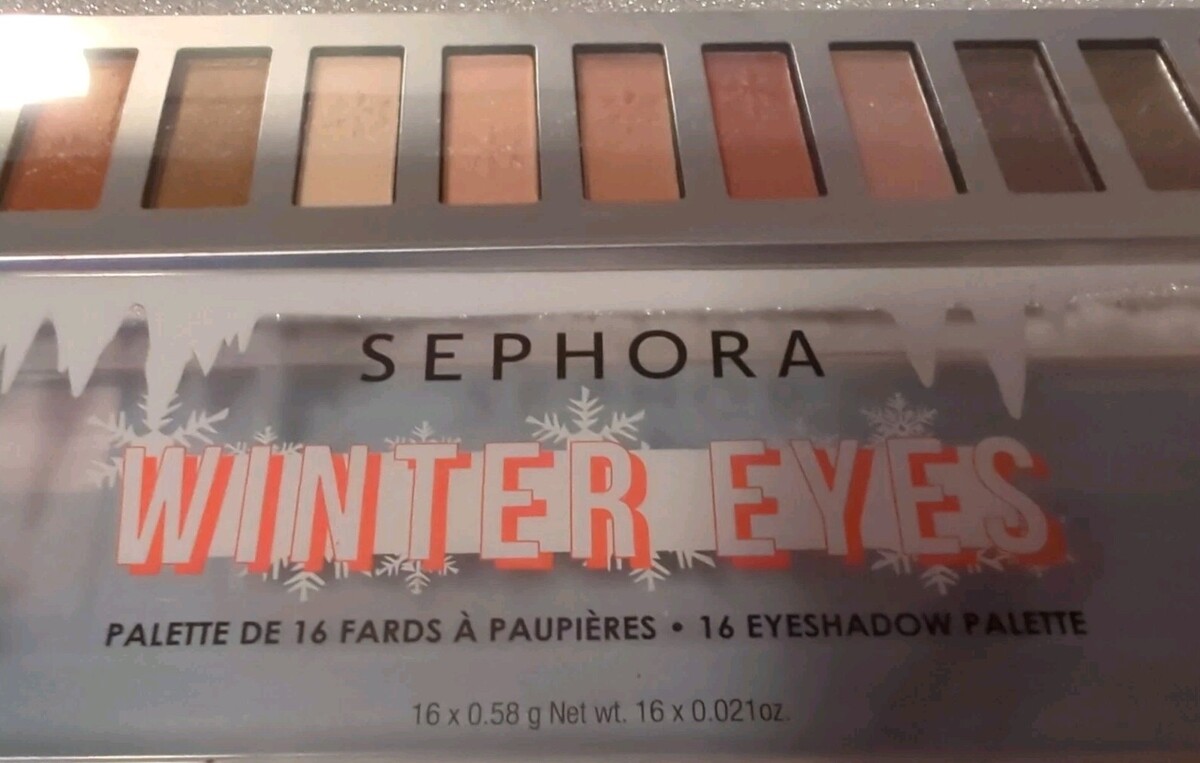 SEPHORA
WINTER EYES
PALETTE DE 16 FARDS À PAUPIÈRES • 16 EYESHADOW PALETTE
16 x 0.58 g Net wt. 16 x 0.021oz.